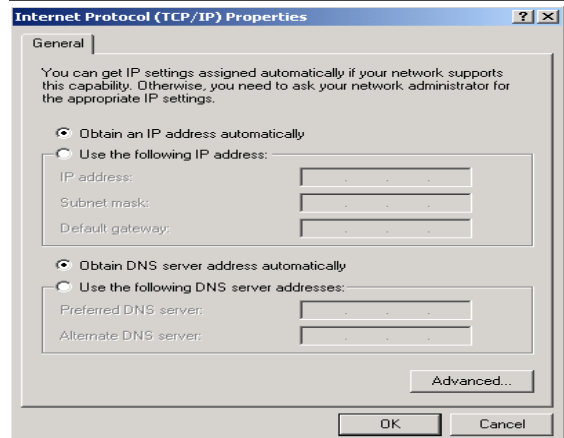 Internet Protocol (TCP/IP) Properties
General
You can get IP settings assigned automatically if your network supports
this capability. Otherwise, you need to ask your network administrator for
the appropriate IP settings.
Obtain an IP address automatically
Use the following IP address:
IP address:
Subnet mask:
Default gateway:
Obtain DNS server address automatically
Use the following DNS server addresses:
Preferred DNS server:
Alternate DNS server:
Advanced...
OK Cancel